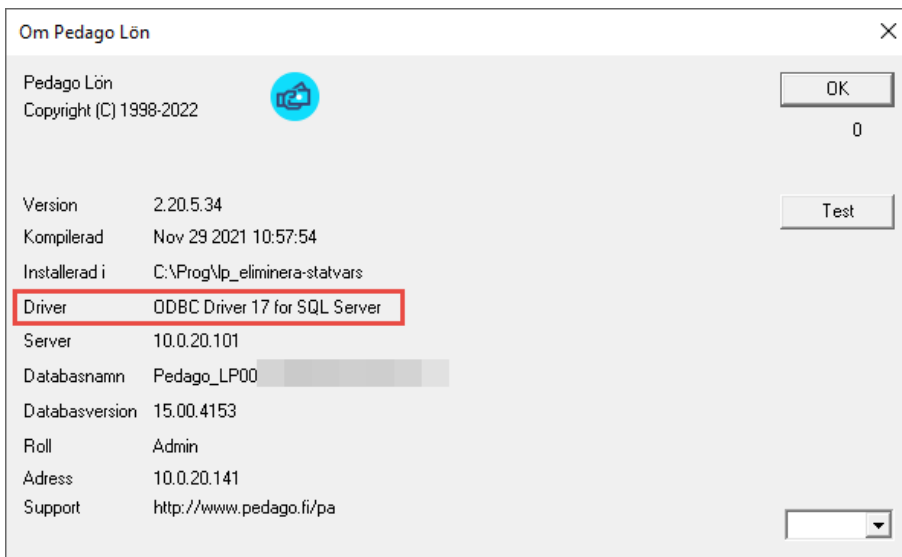 Om Pedago Lön
Pedago Lön
Copyright (C) 1998-2022
OK
0
Version 2.20.5.34
Test
Kompilerad Nov 29 2021 10:57:54
Installerad i C:\Prog\lp_eliminera-statvars
Driver ODBC Driver 17 for SQL Server
Server 10.0.20.101
Databasnamn Pedago_LP00
Databasversion 15.00.4153
Roll Admin
Adress 10.0.20.141
Support http://www.pedago.fi/pa